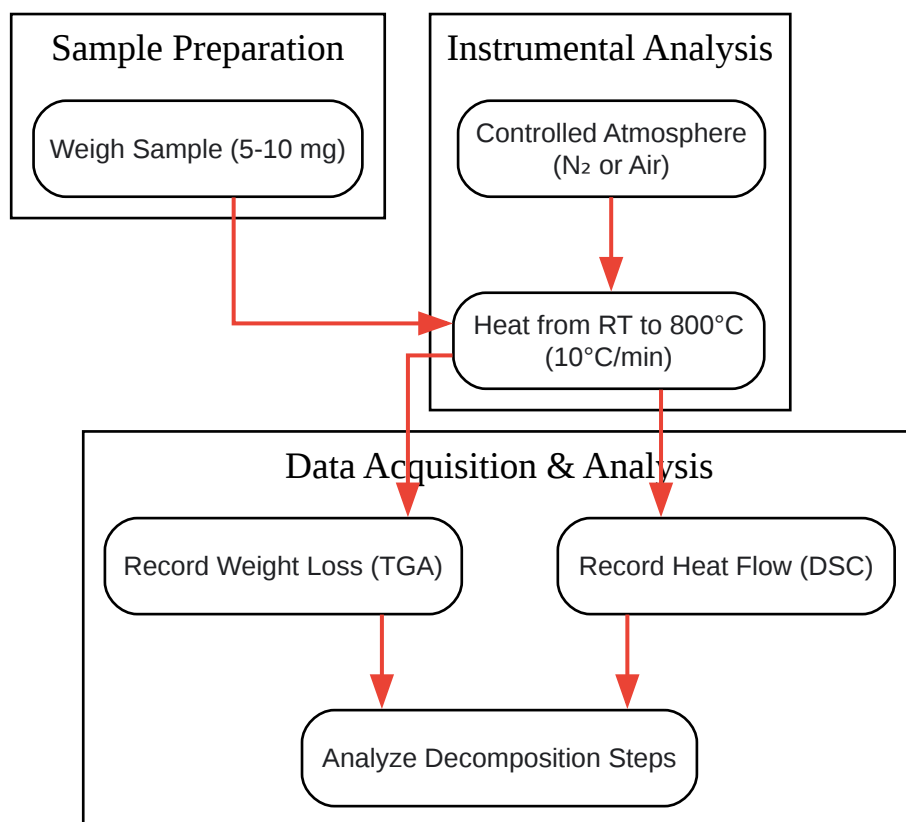 Sample Preparation
Weigh Sample (5-10 mg)
Instrumental Analysis
Controlled Atmosphere
(N₂ or Air)
Heat from RT to 800°C
(10°C/min)
Data Acquisition & Analysis
Record Weight Loss (TGA)
Record Heat Flow (DSC)
Analyze Decomposition Steps